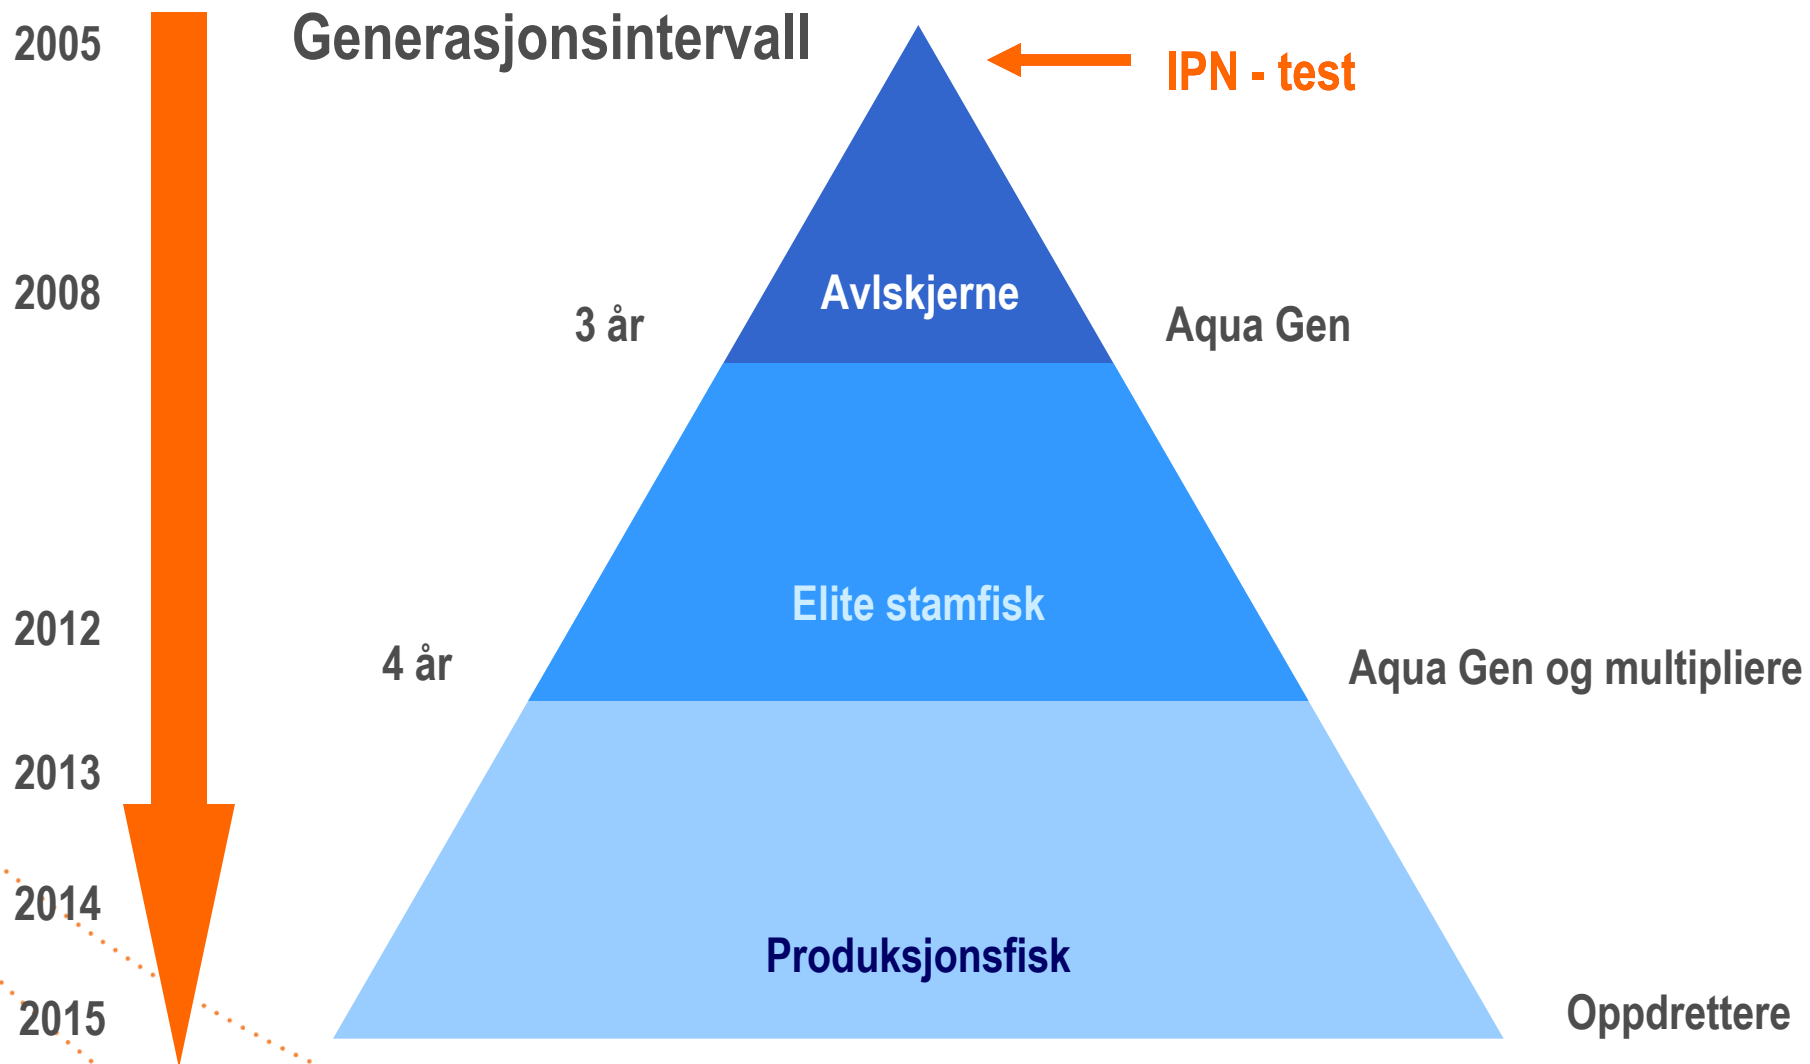 2005
Generasjonsintervall
IPN - test
2008
Avlskjerne
3 år
Aqua Gen
Elite stamfisk
2012
4 år
Aqua Gen og multipliere
2013
2014
Produksjonsfisk
2015
Oppdrettere